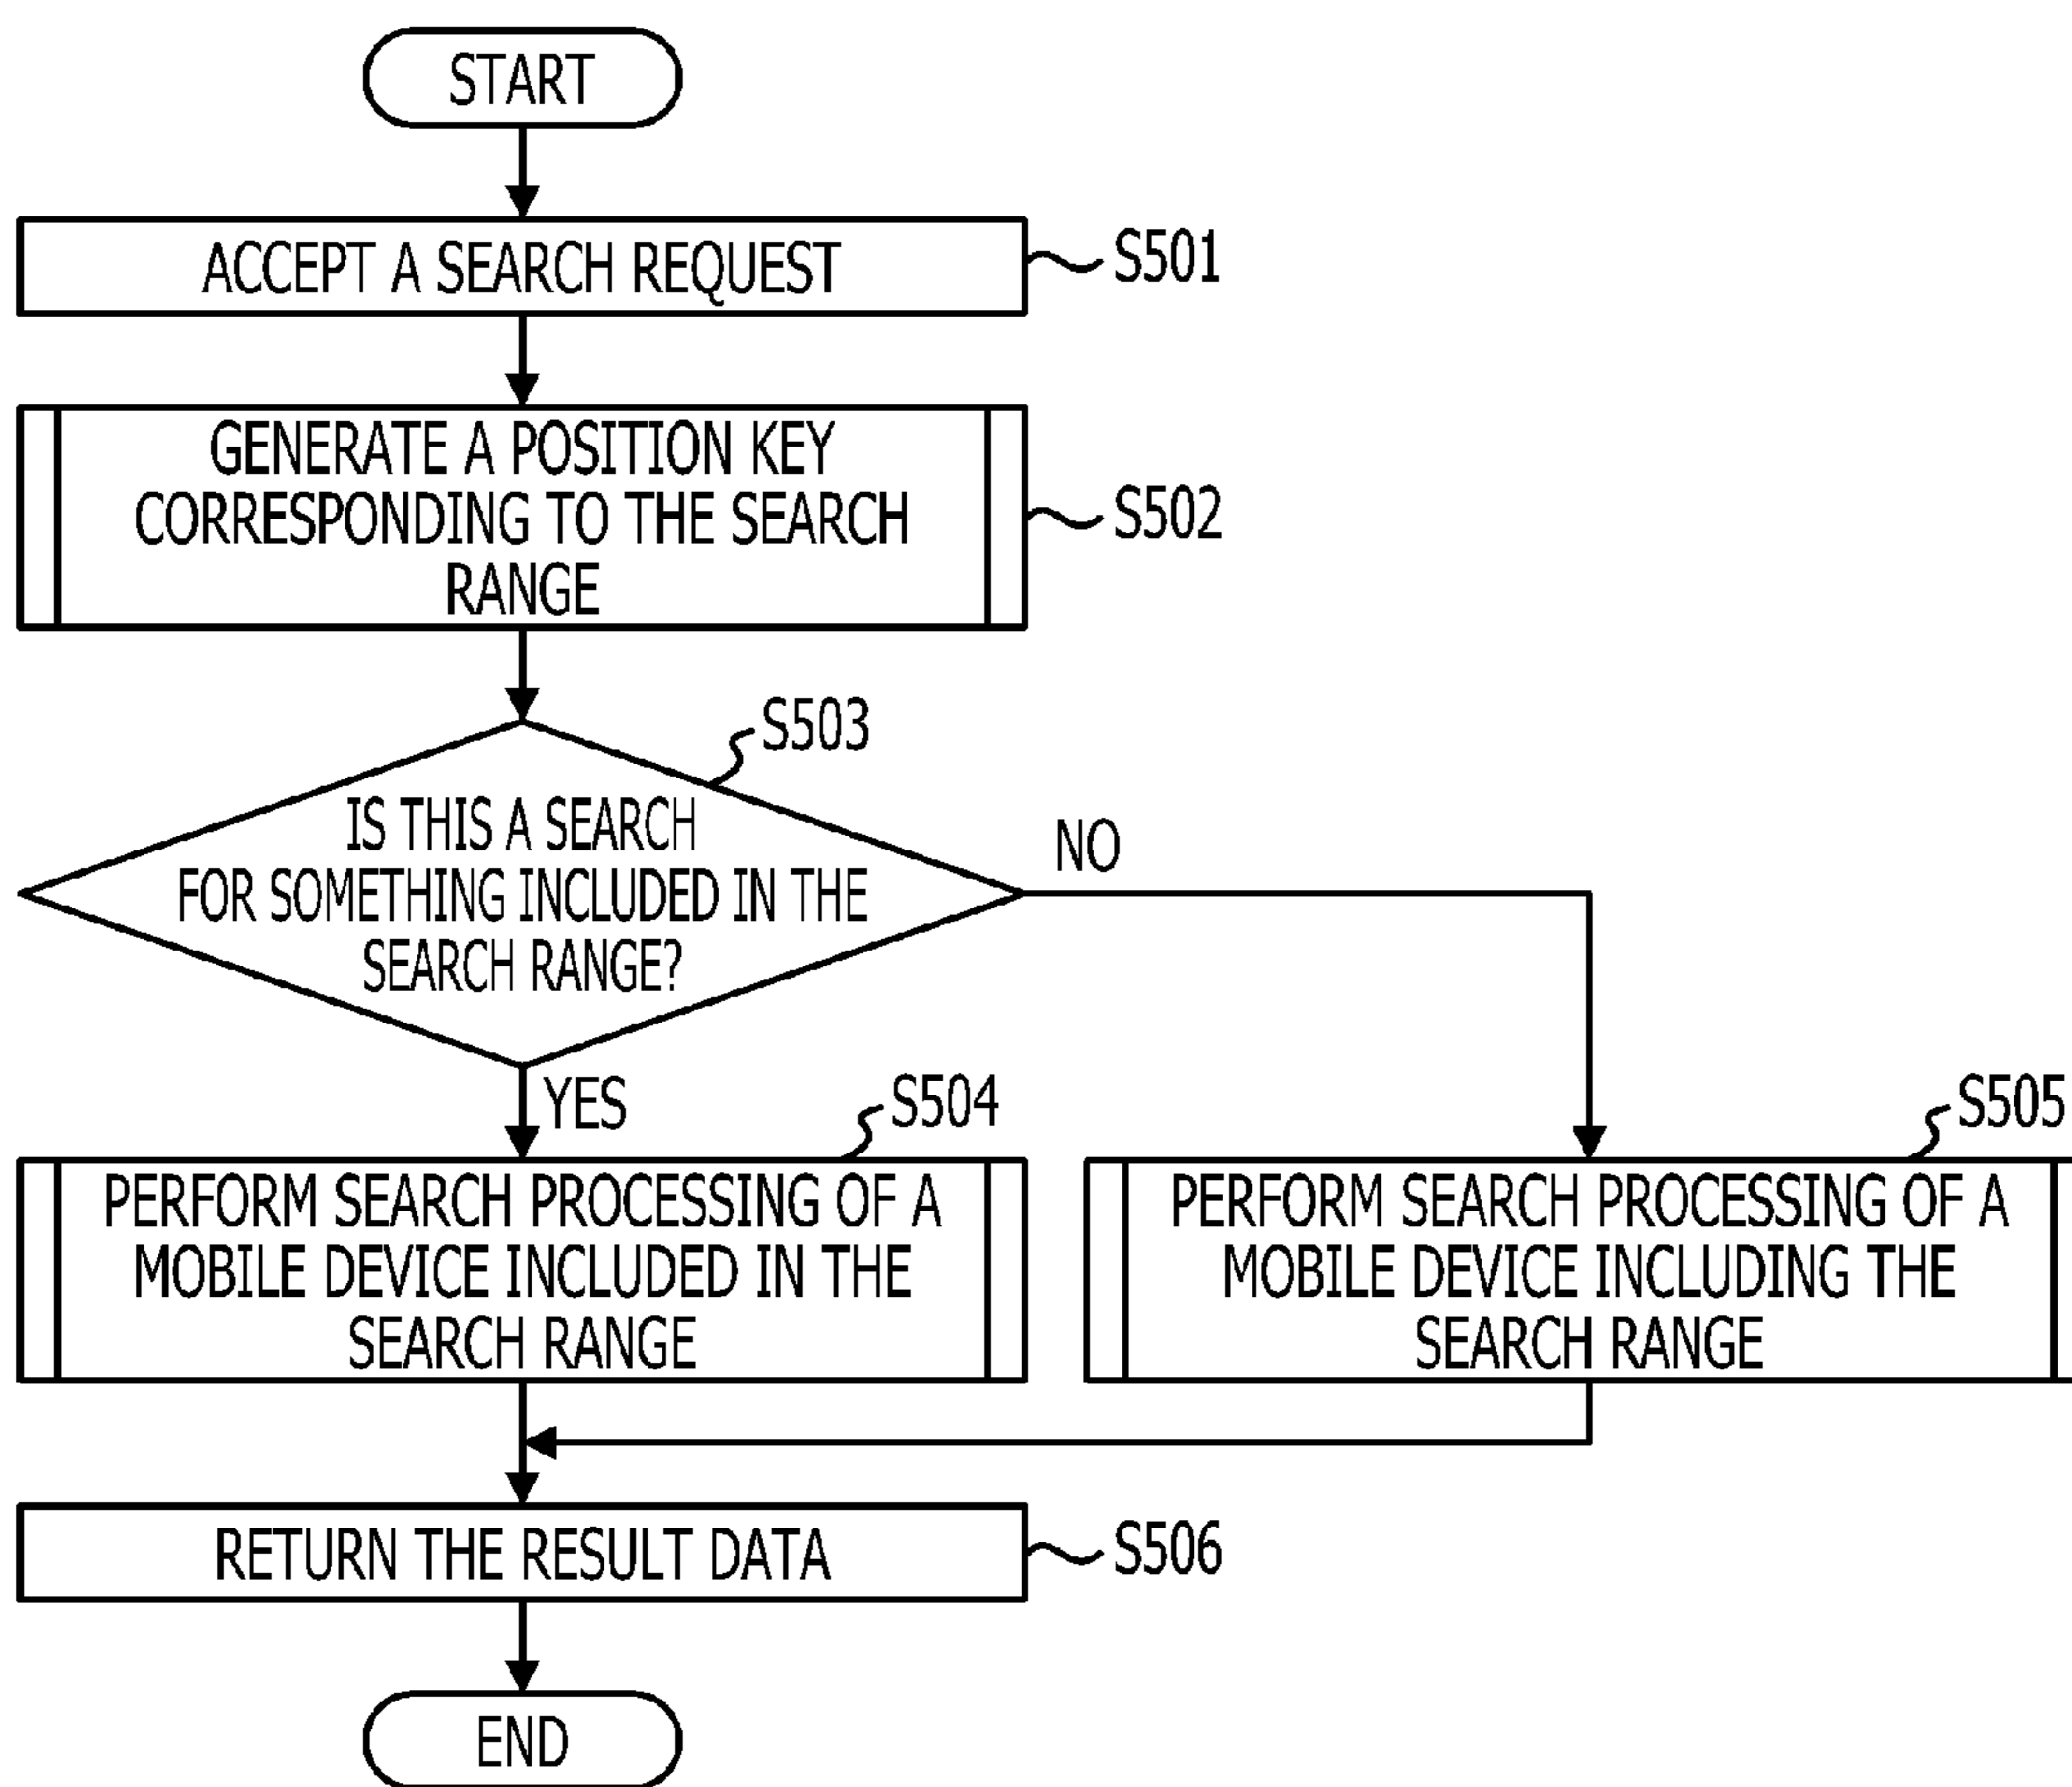 START
ACCEPT A SEARCH REQUEST
S501
GENERATE A POSITION KEY
CORRESPONDING TO THE SEARCH
RANGE
S502
S503
IS THIS A SEARCH
FOR SOMETHING INCLUDED IN THE
SEARCH RANGE?
NO
YES
S504
PERFORM SEARCH PROCESSING OF A
MOBILE DEVICE INCLUDED IN THE
SEARCH RANGE
S505
PERFORM SEARCH PROCESSING OF A
MOBILE DEVICE INCLUDING THE
SEARCH RANGE
RETURN THE RESULT DATA
S506
END